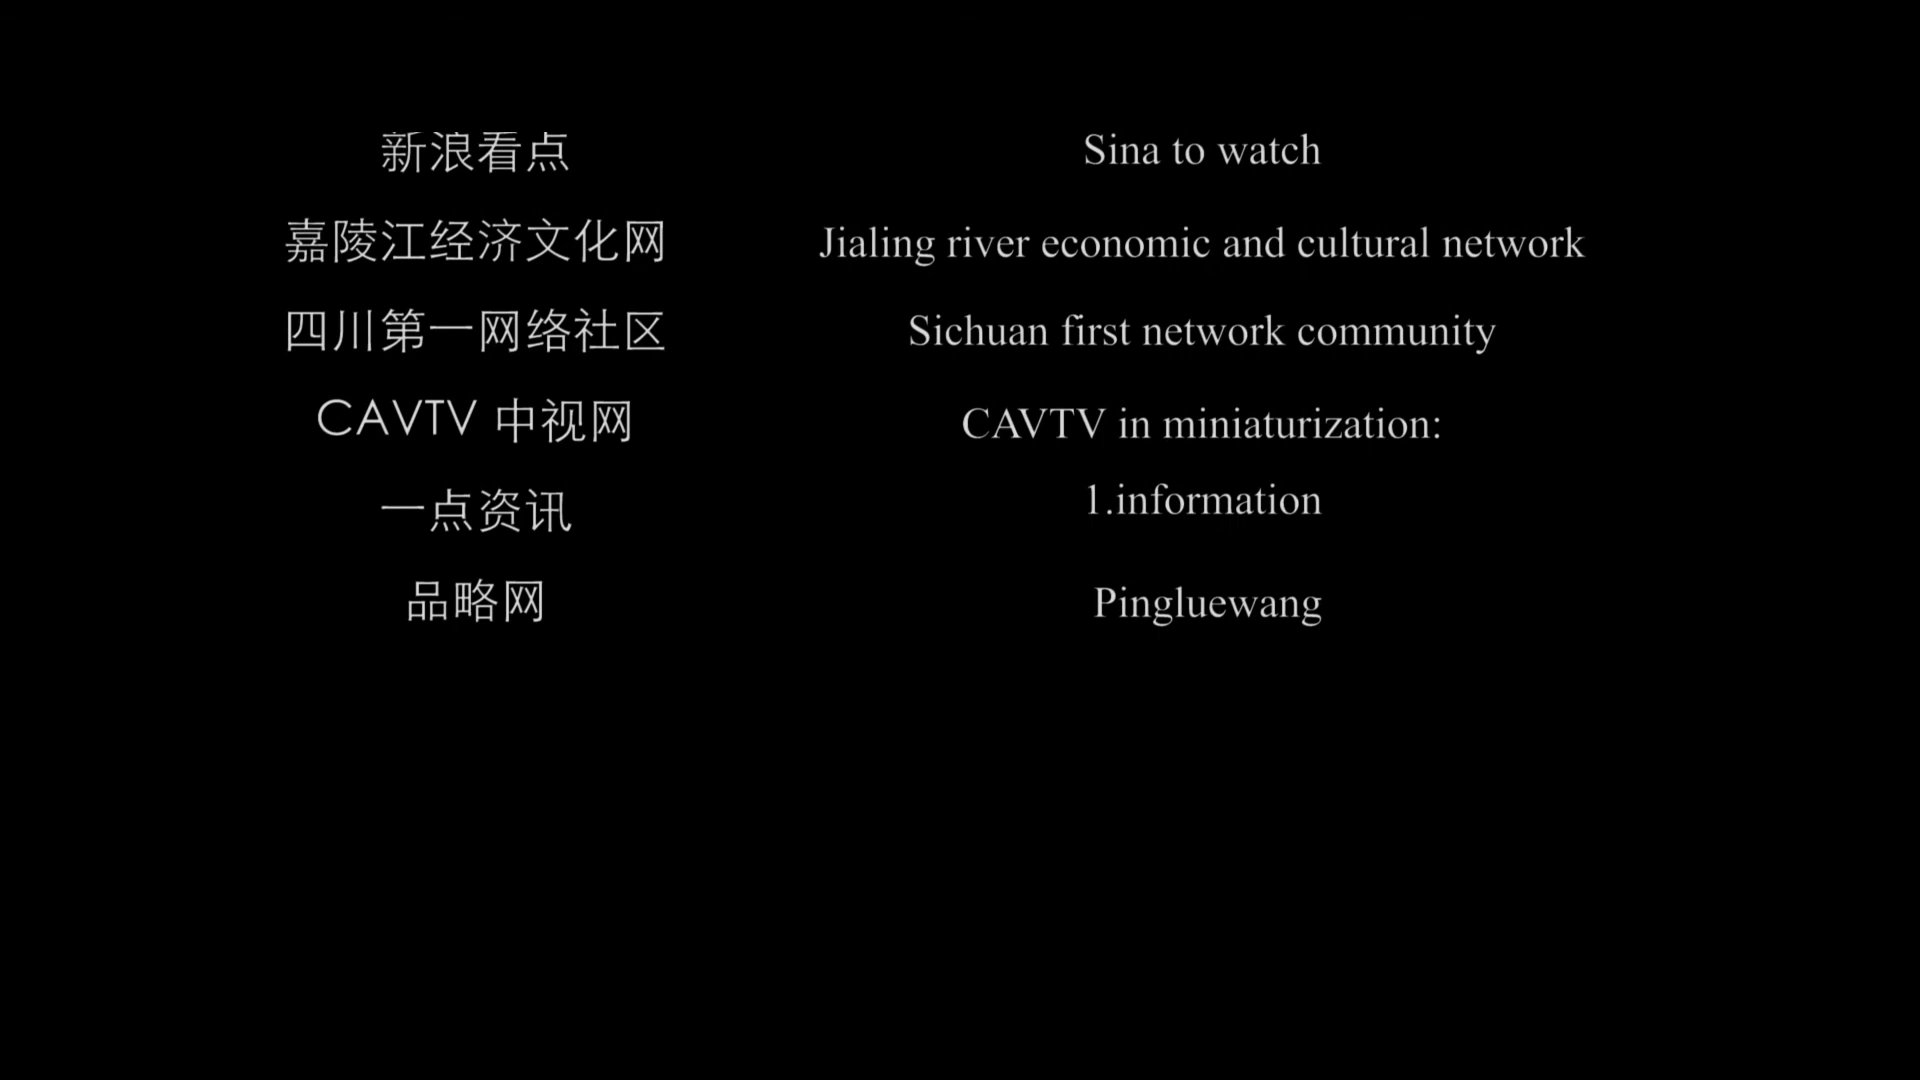 新浪看点 Sina to watch
嘉陵江经济文化网 Jialing river economic and cultural network
四川第一网络社区 Sichuan first network community
CAVTV 中视网 CAVTV in miniaturization:
一点资讯 1.information
品略网 Pingluewang